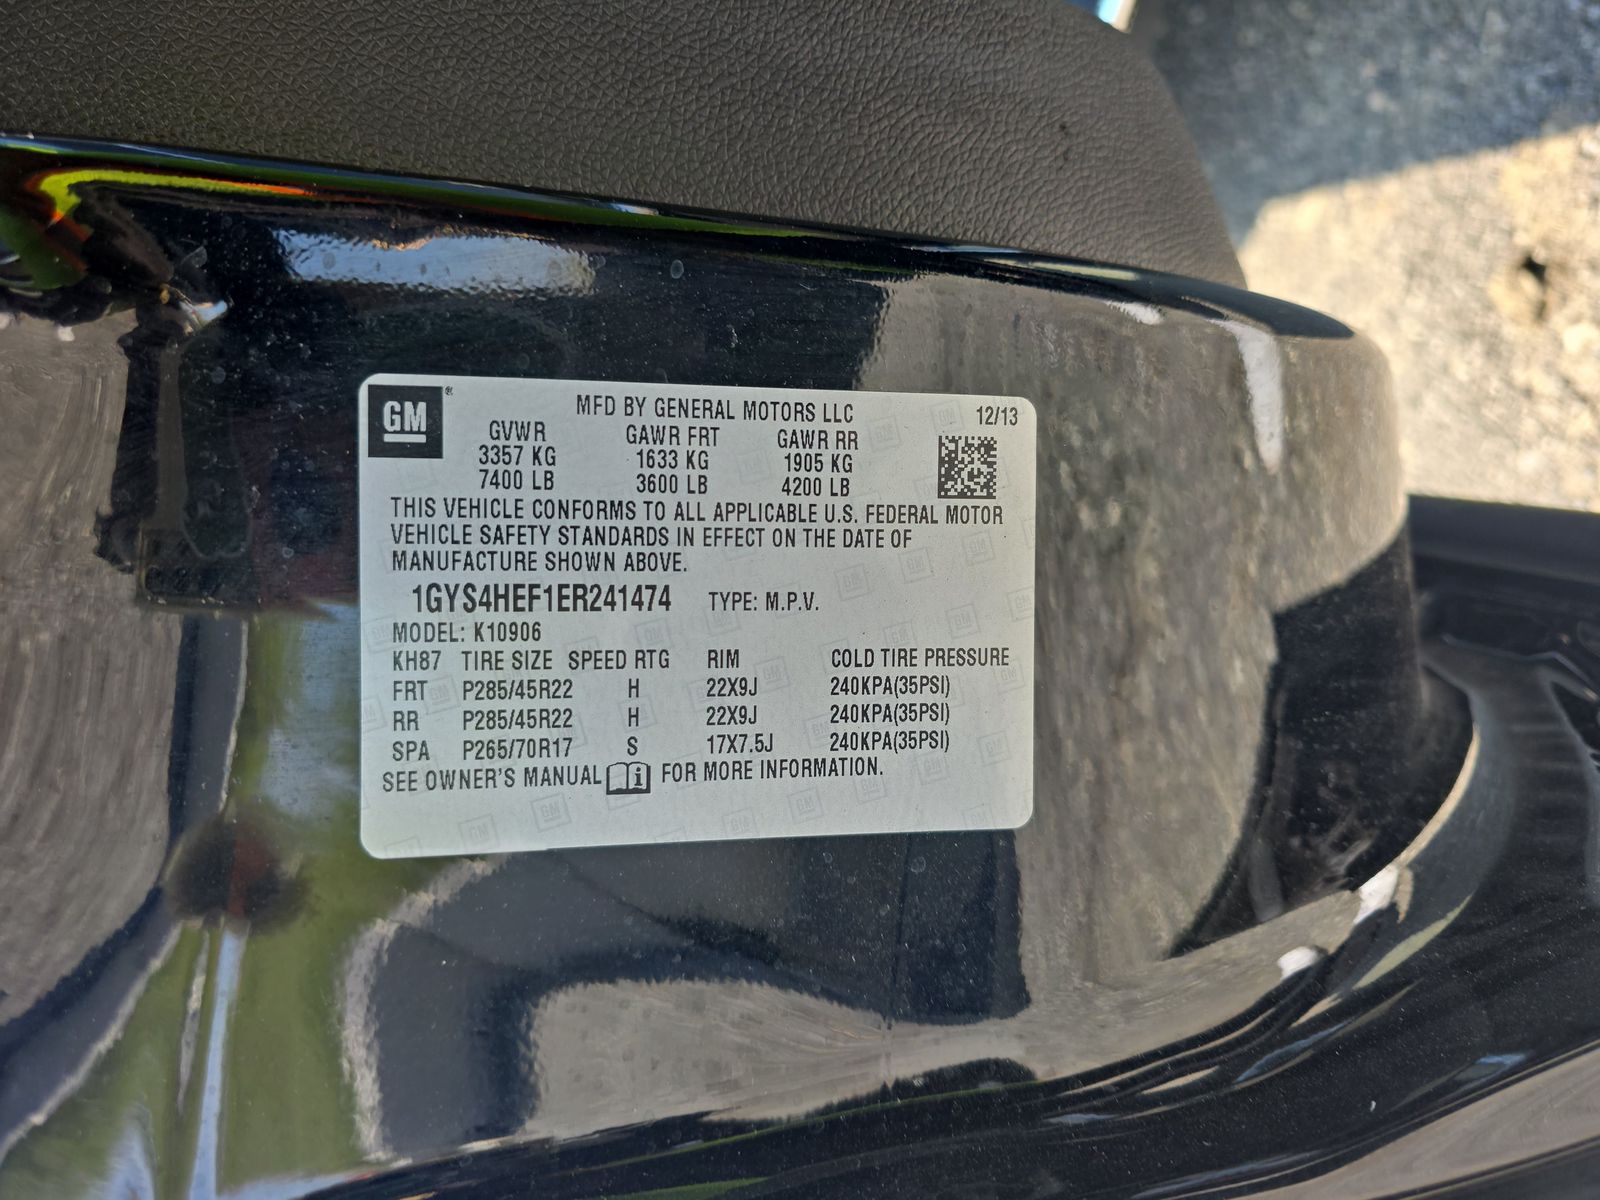 GM ®
MFD BY GENERAL MOTORS LLC 12/13
GVWR GAWR FRT GAWR RR
3357 KG 1633 KG 1905 KG
7400 LB 3600 LB 4200 LB
THIS VEHICLE CONFORMS TO ALL APPLICABLE U.S. FEDERAL MOTOR
VEHICLE SAFETY STANDARDS IN EFFECT ON THE DATE OF
MANUFACTURE SHOWN ABOVE.
1GYS4HEF1ER241474 TYPE: M.P.V.
MODEL: K10906
KH87 TIRE SIZE SPEED RTG RIM COLD TIRE PRESSURE
FRT P285/45R22 H 22X9J 240KPA(35PSI)
RR P285/45R22 H 22X9J 240KPA(35PSI)
SPA P265/70R17 S 17X7.5J 240KPA(35PSI)
SEE OWNER'S MANUAL i FOR MORE INFORMATION.